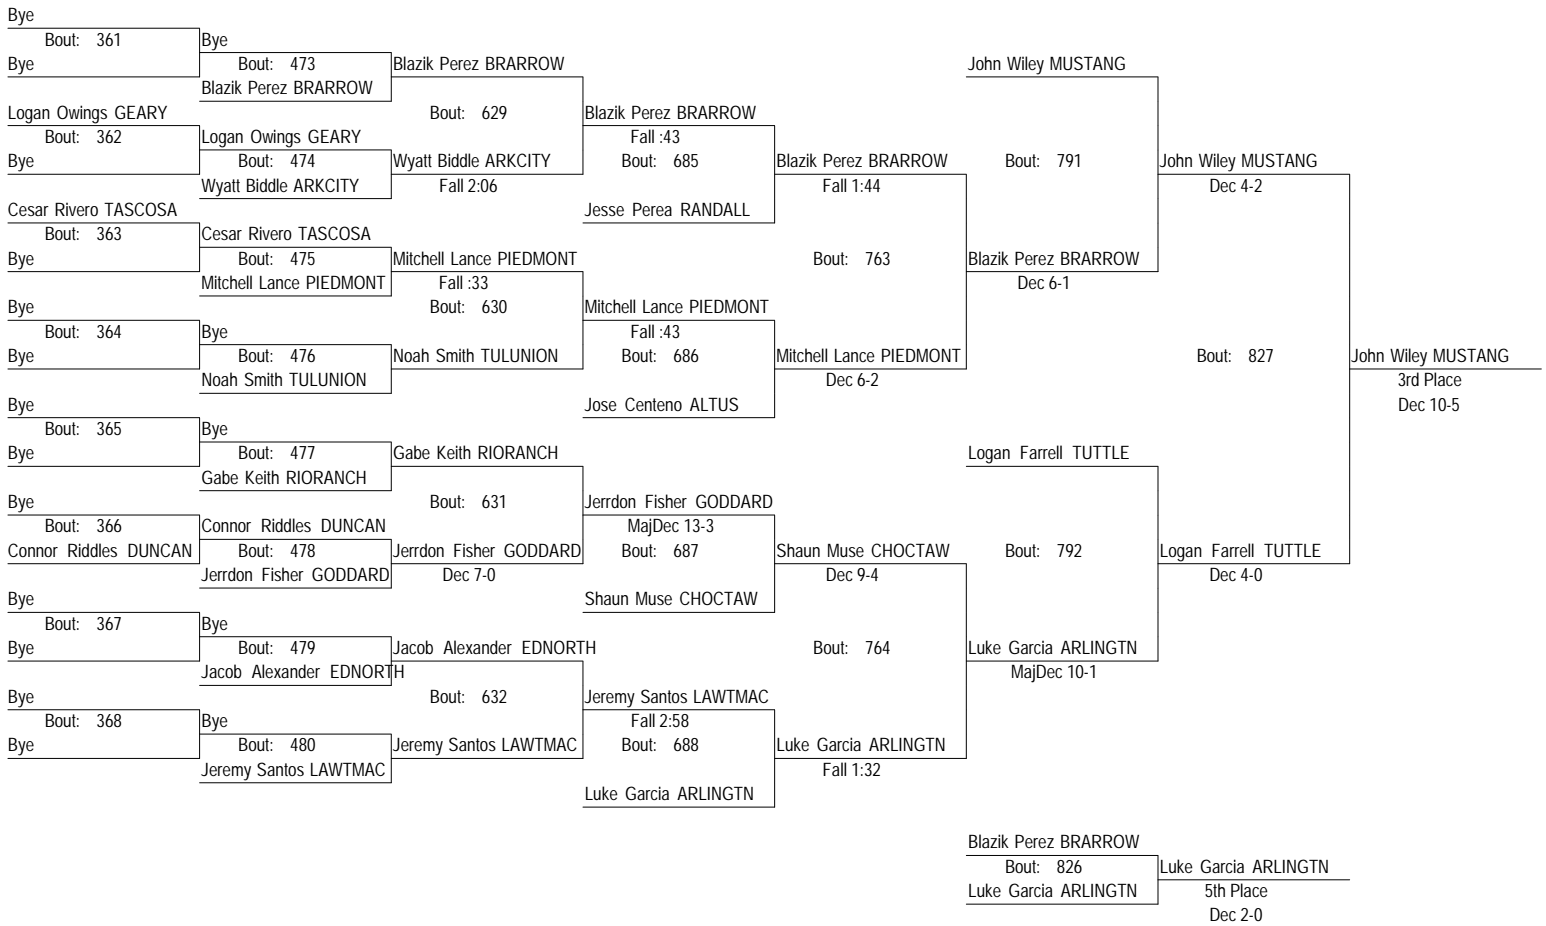 Bye
Bout: 361
Bye
Bye
Bout: 473
Blazik Perez BRARROW
Blazik Perez BRARROW
Logan Owings GEARY
Bout: 362
Bye
Logan Owings GEARY
Bout: 474
Wyatt Biddle ARKCITY
Bout: 629
Wyatt Biddle ARKCITY
Fall 2:06
Cesar Rivero TASCOSA
Bout: 363
Bye
Cesar Rivero TASCOSA
Bout: 475
Mitchell Lance PIEDMONT
Mitchell Lance PIEDMONT
Fall :33
Bye
Bout: 364
Bye
Bye
Bout: 476
Noah Smith TULUNION
Bout: 630
Noah Smith TULUNION
Bye
Bout: 365
Bye
Bye
Bout: 477
Gabe Keith RIORANCH
Gabe Keith RIORANCH
Bye
Bout: 366
Connor Riddles DUNCAN
Connor Riddles DUNCAN
Bout: 478
Jerrdon Fisher GODDARD
Bout: 631
Jerrdon Fisher GODDARD
Dec 7-0
Bye
Bout: 367
Bye
Bye
Bout: 479
Jacob Alexander EDNORTH
Jacob Alexander EDNORTH
Bye
Bout: 368
Bye
Bye
Bout: 480
Jeremy Santos LAWTMAC
Bout: 632
Jeremy Santos LAWTMAC
Blazik Perez BRARROW
Fall :43
Bout: 685
Jesse Perea RANDALL
Blazik Perez BRARROW
Fall 1:44
Mitchell Lance PIEDMONT
Fall :43
Bout: 686
Jose Centeno ALTUS
Bout: 763
Mitchell Lance PIEDMONT
Dec 6-2
Jerrdon Fisher GODDARD
MajDec 13-3
Bout: 687
Shaun Muse CHOCTAW
Shaun Muse CHOCTAW
Dec 9-4
Jeremy Santos LAWTMAC
Fall 2:58
Bout: 688
Luke Garcia ARLINGTN
Bout: 764
Luke Garcia ARLINGTN
Fall 1:32
John Wiley MUSTANG
Bout: 791
Blazik Perez BRARROW
Dec 6-1
John Wiley MUSTANG
Dec 4-2
Logan Farrell TUTTLE
Bout: 792
Luke Garcia ARLINGTN
MajDec 10-1
Bout: 827
Logan Farrell TUTTLE
Dec 4-0
John Wiley MUSTANG
3rd Place
Dec 10-5
Blazik Perez BRARROW
Bout: 826
Luke Garcia ARLINGTN
Luke Garcia ARLINGTN
5th Place
Dec 2-0